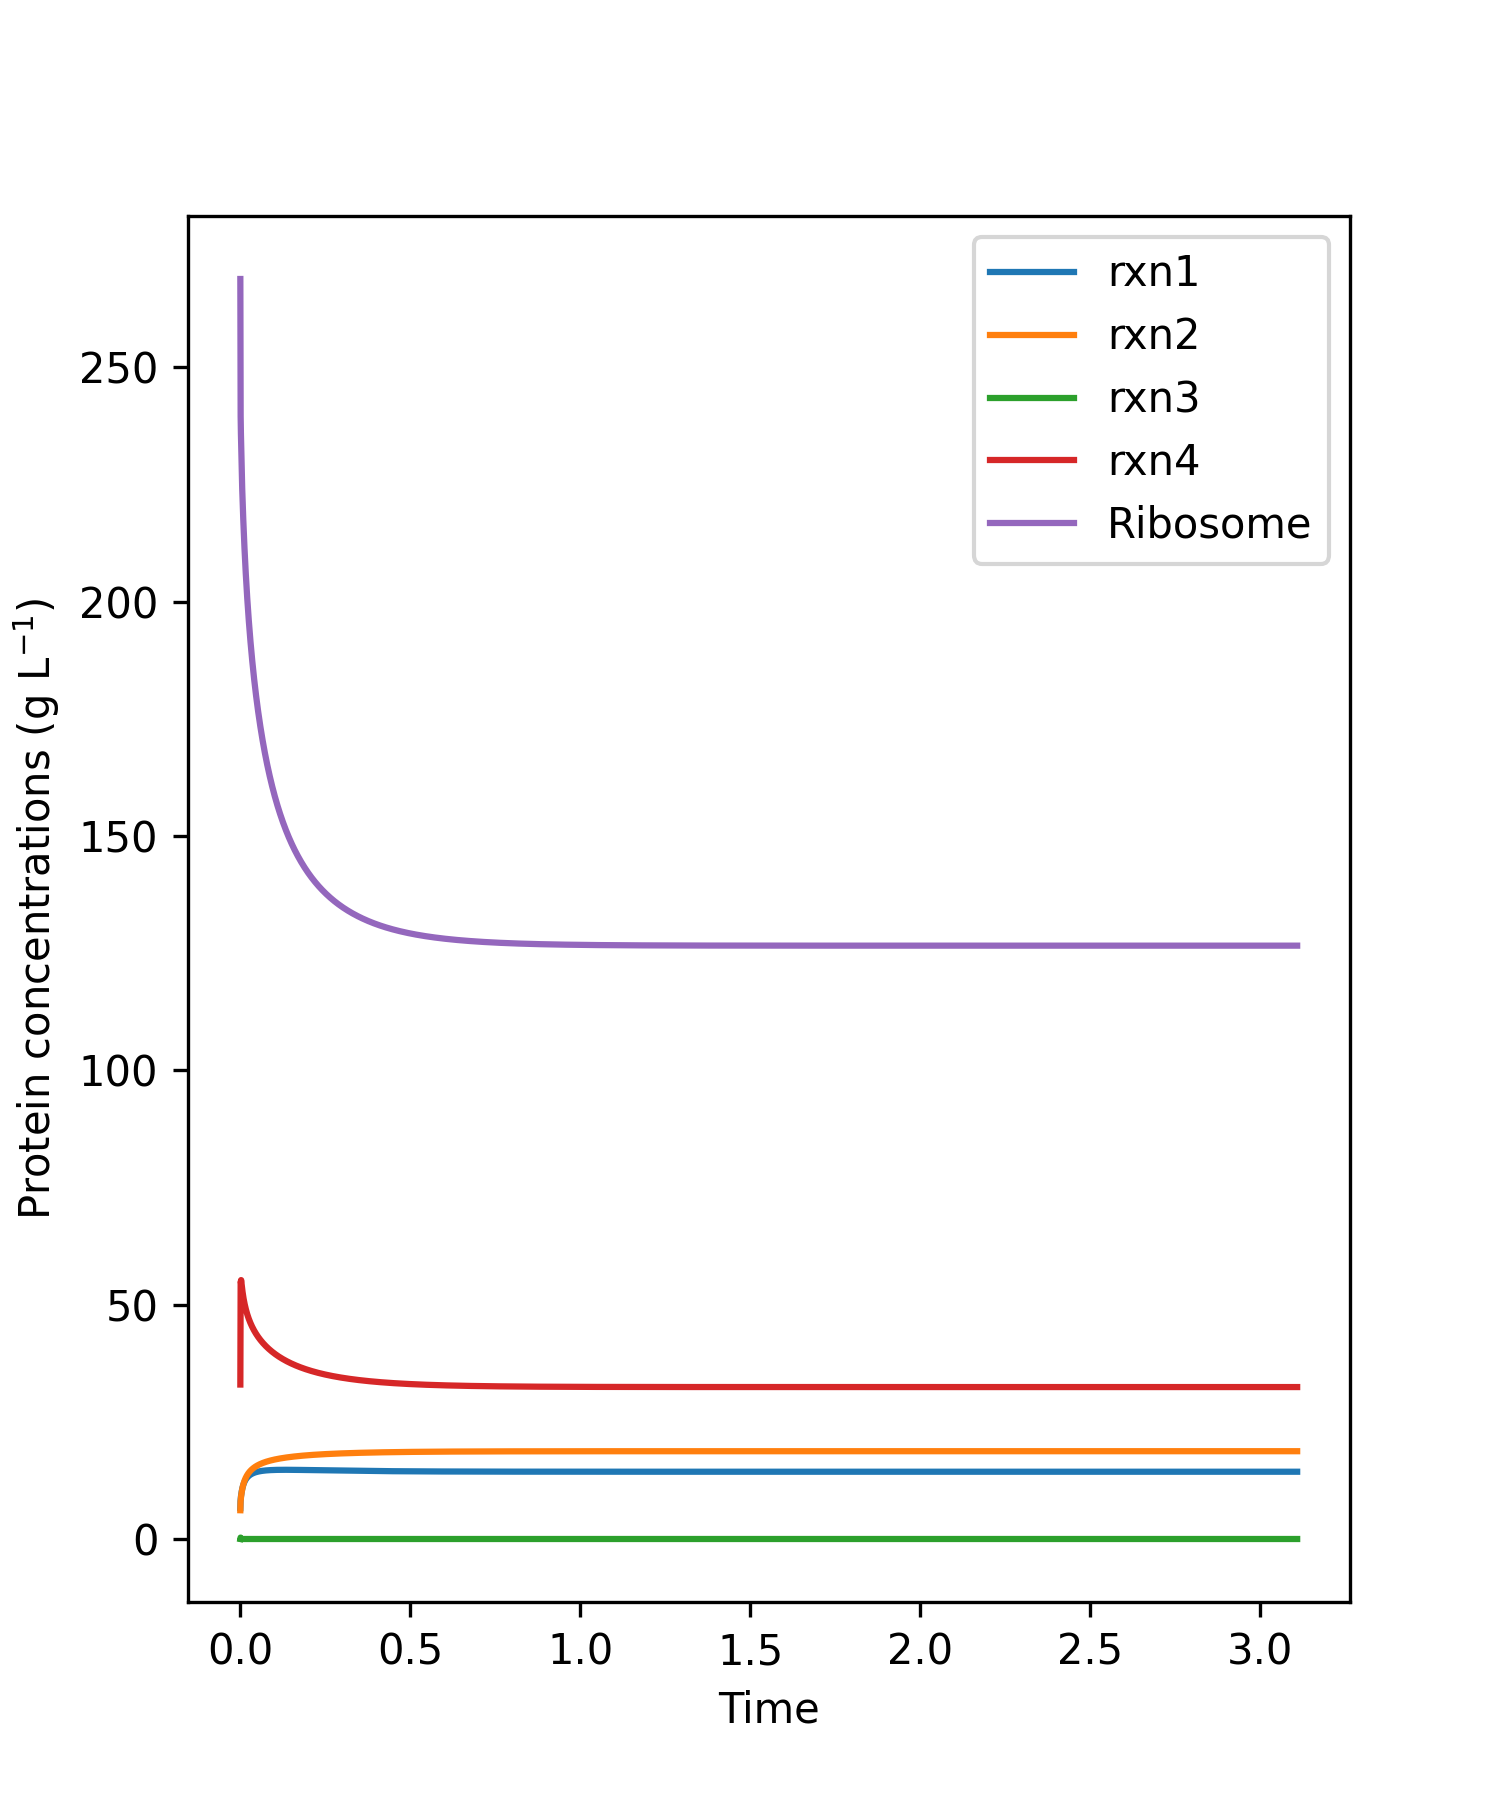 rxn1
rxn2
rxn3
rxn4
Ribosome
Protein concentrations (g L⁻¹)
250
200
150
100
50
0
0.0 0.5 1.0 1.5 2.0 2.5 3.0
Time